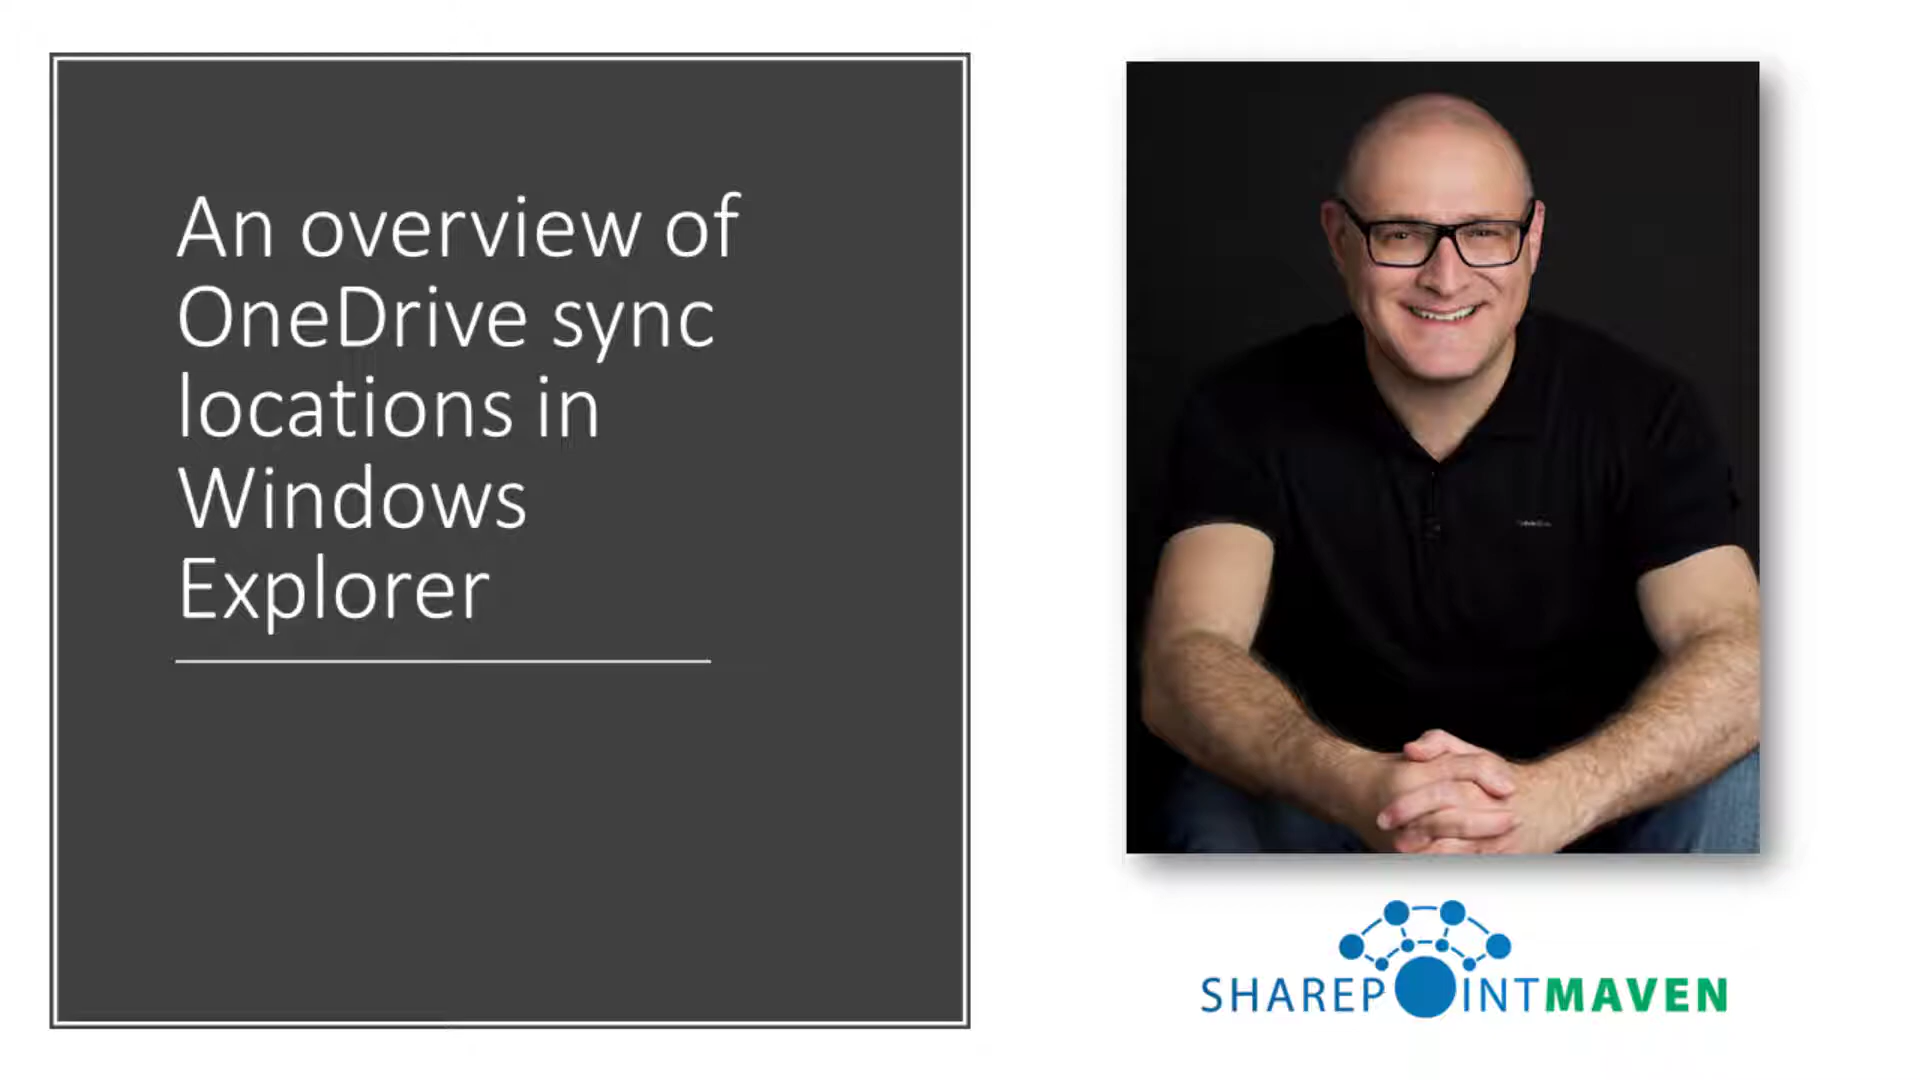 An overview of
OneDrive sync
locations in
Windows
Explorer
SHAREPOINTMAVEN